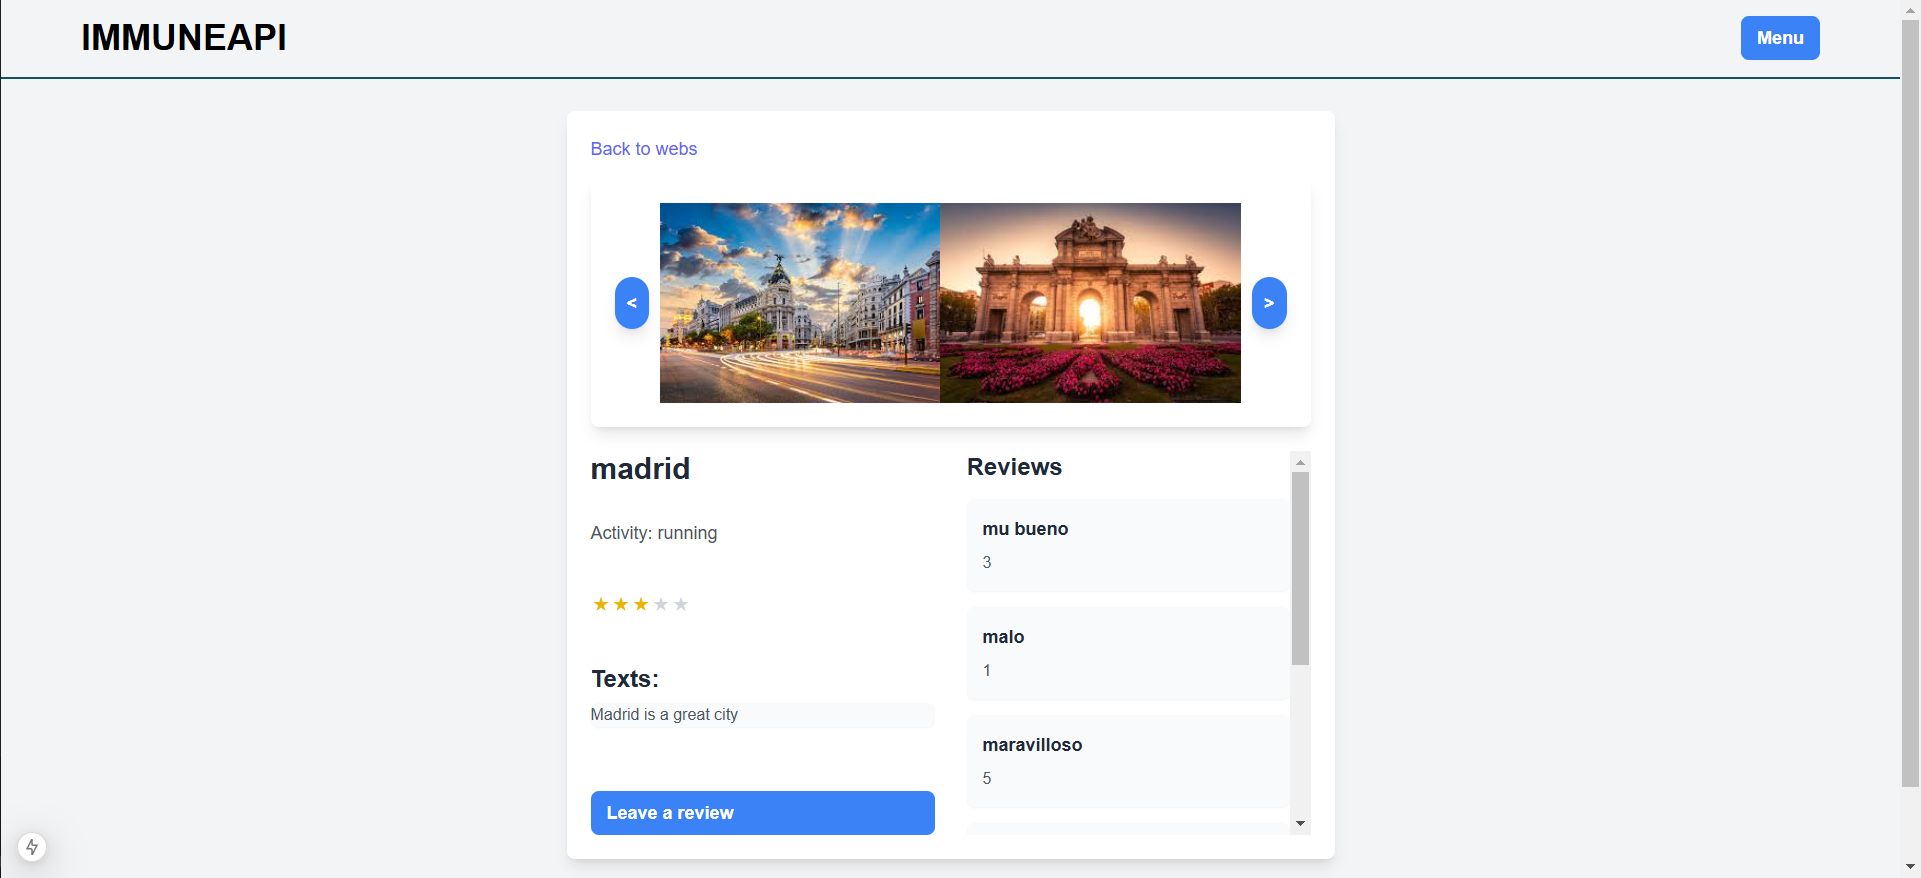 IMMUNEAPI
Menu
Back to webs
<
>
madrid
Activity: running
★★★★★
Texts:
Madrid is a great city
Leave a review
Reviews
mu bueno
3
malo
1
maravilloso
5